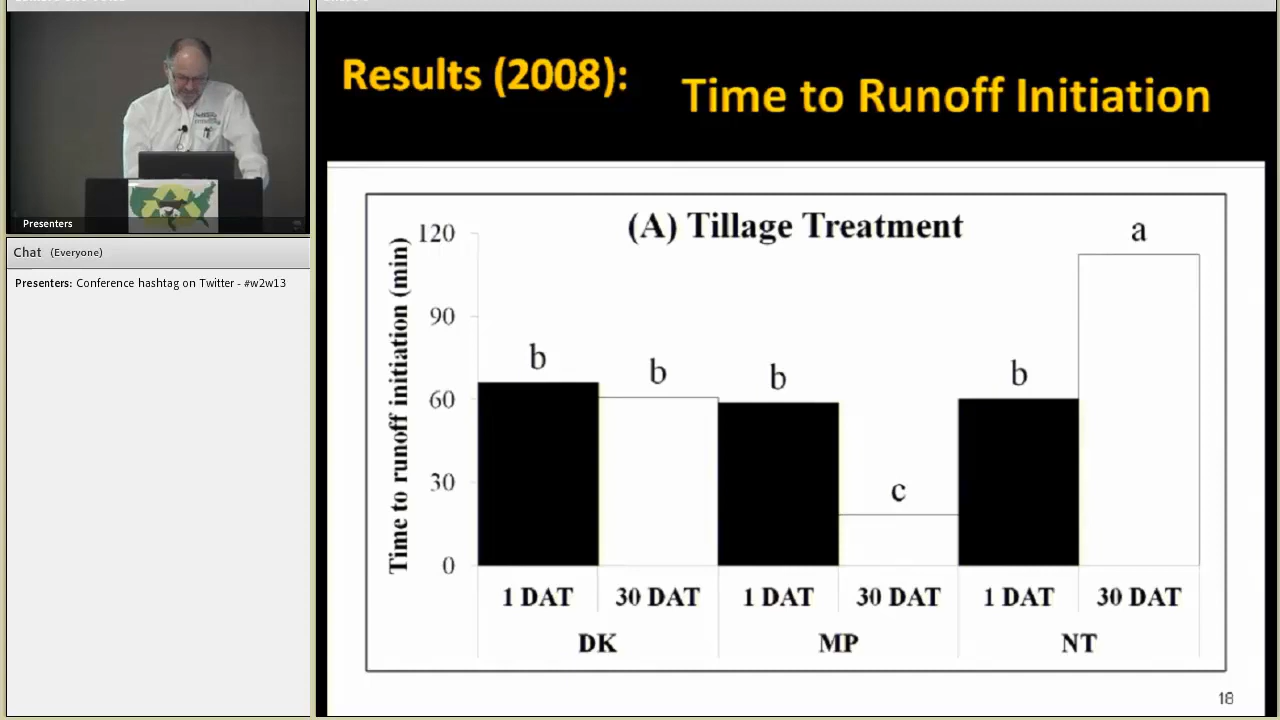 Presenters
Chat (Everyone)
Presenters: Conference hashtag on Twitter - #w2w13
Results (2008):
Time to Runoff Initiation
(A) Tillage Treatment
Time to runoff initiation (min)
120
90
60
30
0
b
b
b
c
b
a
1 DAT
30 DAT
1 DAT
30 DAT
1 DAT
30 DAT
DK
MP
NT
18